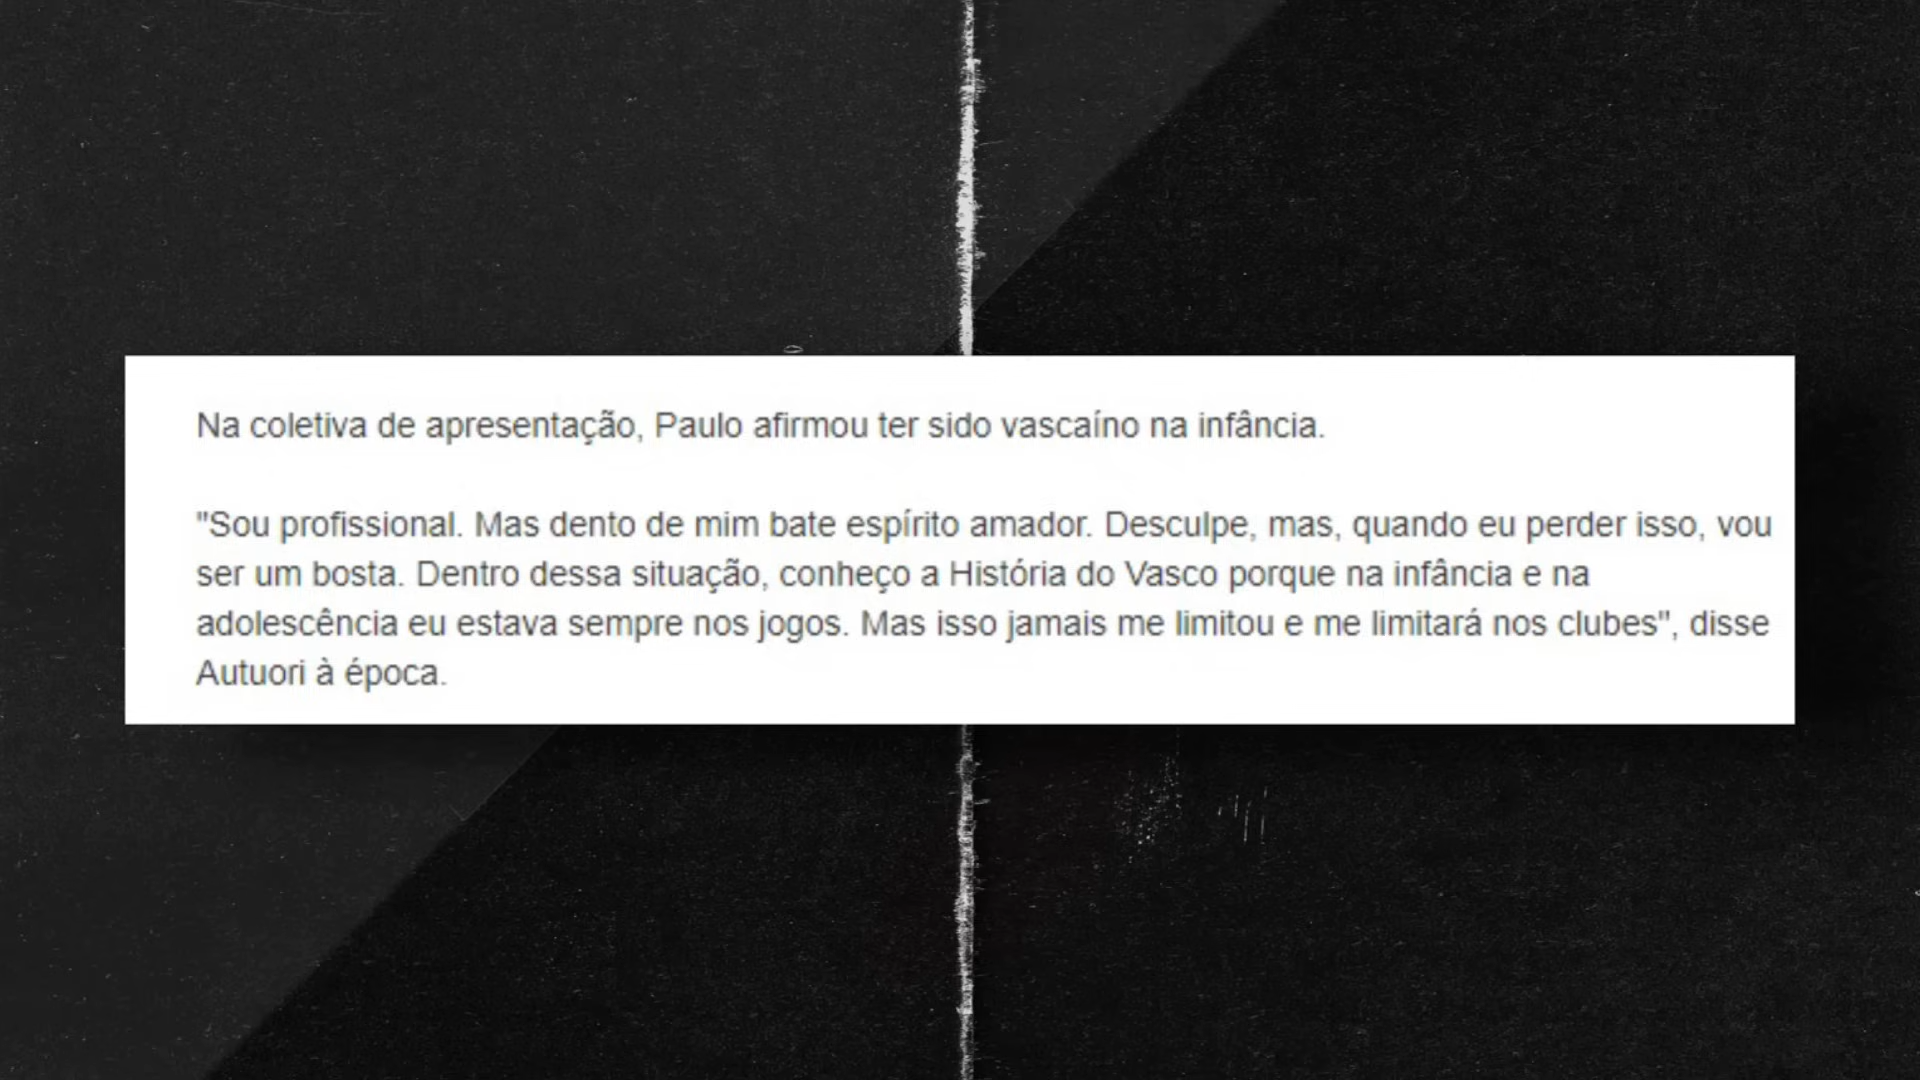 Na coletiva de apresentação, Paulo afirmou ter sido vascaíno na infância.
"Sou profissional. Mas dento de mim bate espírito amador. Desculpe, mas, quando eu perder isso, vou
ser um bosta. Dentro dessa situação, conheço a História do Vasco porque na infância e na
adolescência eu estava sempre nos jogos. Mas isso jamais me limitou e me limitará nos clubes", disse
Autuori à época.